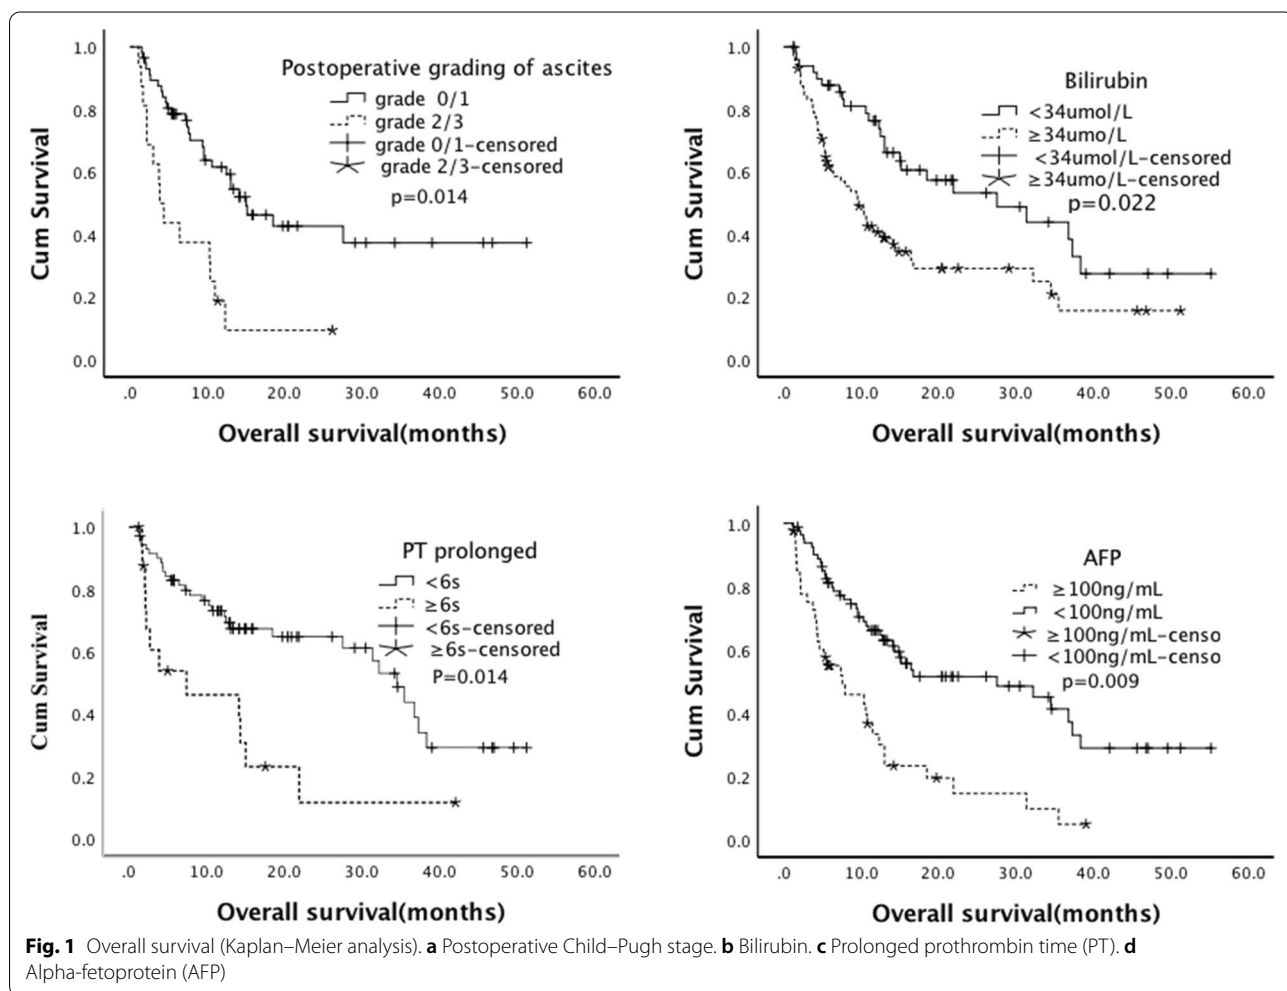 Postoperative grading of ascites
grade 0/1
grade 2/3
grade 0/1-censored
grade 2/3-censored
p=0.014
Cum Survival
1.0
0.8
0.6
0.4
0.2
0.0
.0 10.0 20.0 30.0 40.0 50.0 60.0
Overall survival(months)
Bilirubin
<34umol/L
≥34umo/L
<34umol/L-censored
≥34umo/L-censored
p=0.022
Cum Survival
1.0
0.8
0.6
0.4
0.2
0.0
.0 10.0 20.0 30.0 40.0 50.0 60.0
Overall survival(months)
PT prolonged
<6s
≥6s
<6s-censored
≥6s-censored
P=0.014
Cum Survival
1.0
0.8
0.6
0.4
0.2
0.0
.0 10.0 20.0 30.0 40.0 50.0 60.0
Overall survival(months)
AFP
≥100ng/mL
<100ng/mL
≥100ng/mL-censo
<100ng/mL-censo
p=0.009
Cum Survival
1.0
0.8
0.6
0.4
0.2
0.0
.0 10.0 20.0 30.0 40.0 50.0 60.0
Overall survival(months)
Fig. 1 Overall survival (Kaplan–Meier analysis). a Postoperative Child–Pugh stage. b Bilirubin. c Prolonged prothrombin time (PT). d
Alpha-fetoprotein (AFP)